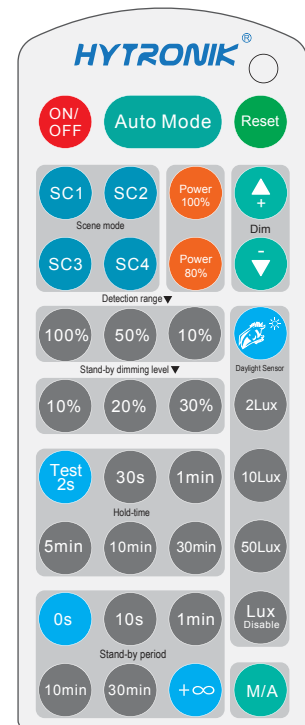 HYTRONIK®
ON/
OFF
Auto Mode
Reset
SC1
SC2
Power
100%
+
Dim
Scene mode
SC3
SC4
Power
80%
-
Detection range▼
100%
50%
10%
Daylight Sensor
Stand-by dimming level▼
10%
20%
30%
2Lux
Test
2s
30s
1min
10Lux
Hold-time
5min
10min
30min
50Lux
0s
10s
1min
Lux
Disable
Stand-by period
10min
30min
+∞
M/A